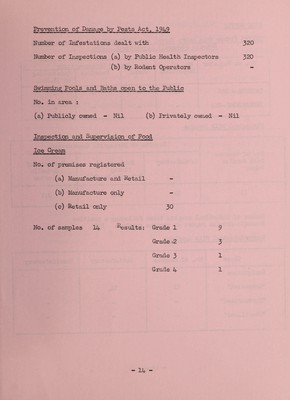 Prevention of Damage by Pests Act, 1949
Number of Infestations dealt with 320
Number of Inspections (a) by Public Health Inspectors 320
(b) by Rodent Operators -
Swimming Pools and Baths open to the Public
No. in area :
(a) Publicly owned - Nil (b) Privately owned - Nil
Inspection and Supervision of Food
Ice Cream
No. of premises registered
(a) Manufacture and Retail -
(b) Manufacture only -
(c) Retail only 30
No. of samples 14 Results: Grade 1 9
Grade 2 3
Grade 3 1
Grade 4 1
- 14 -